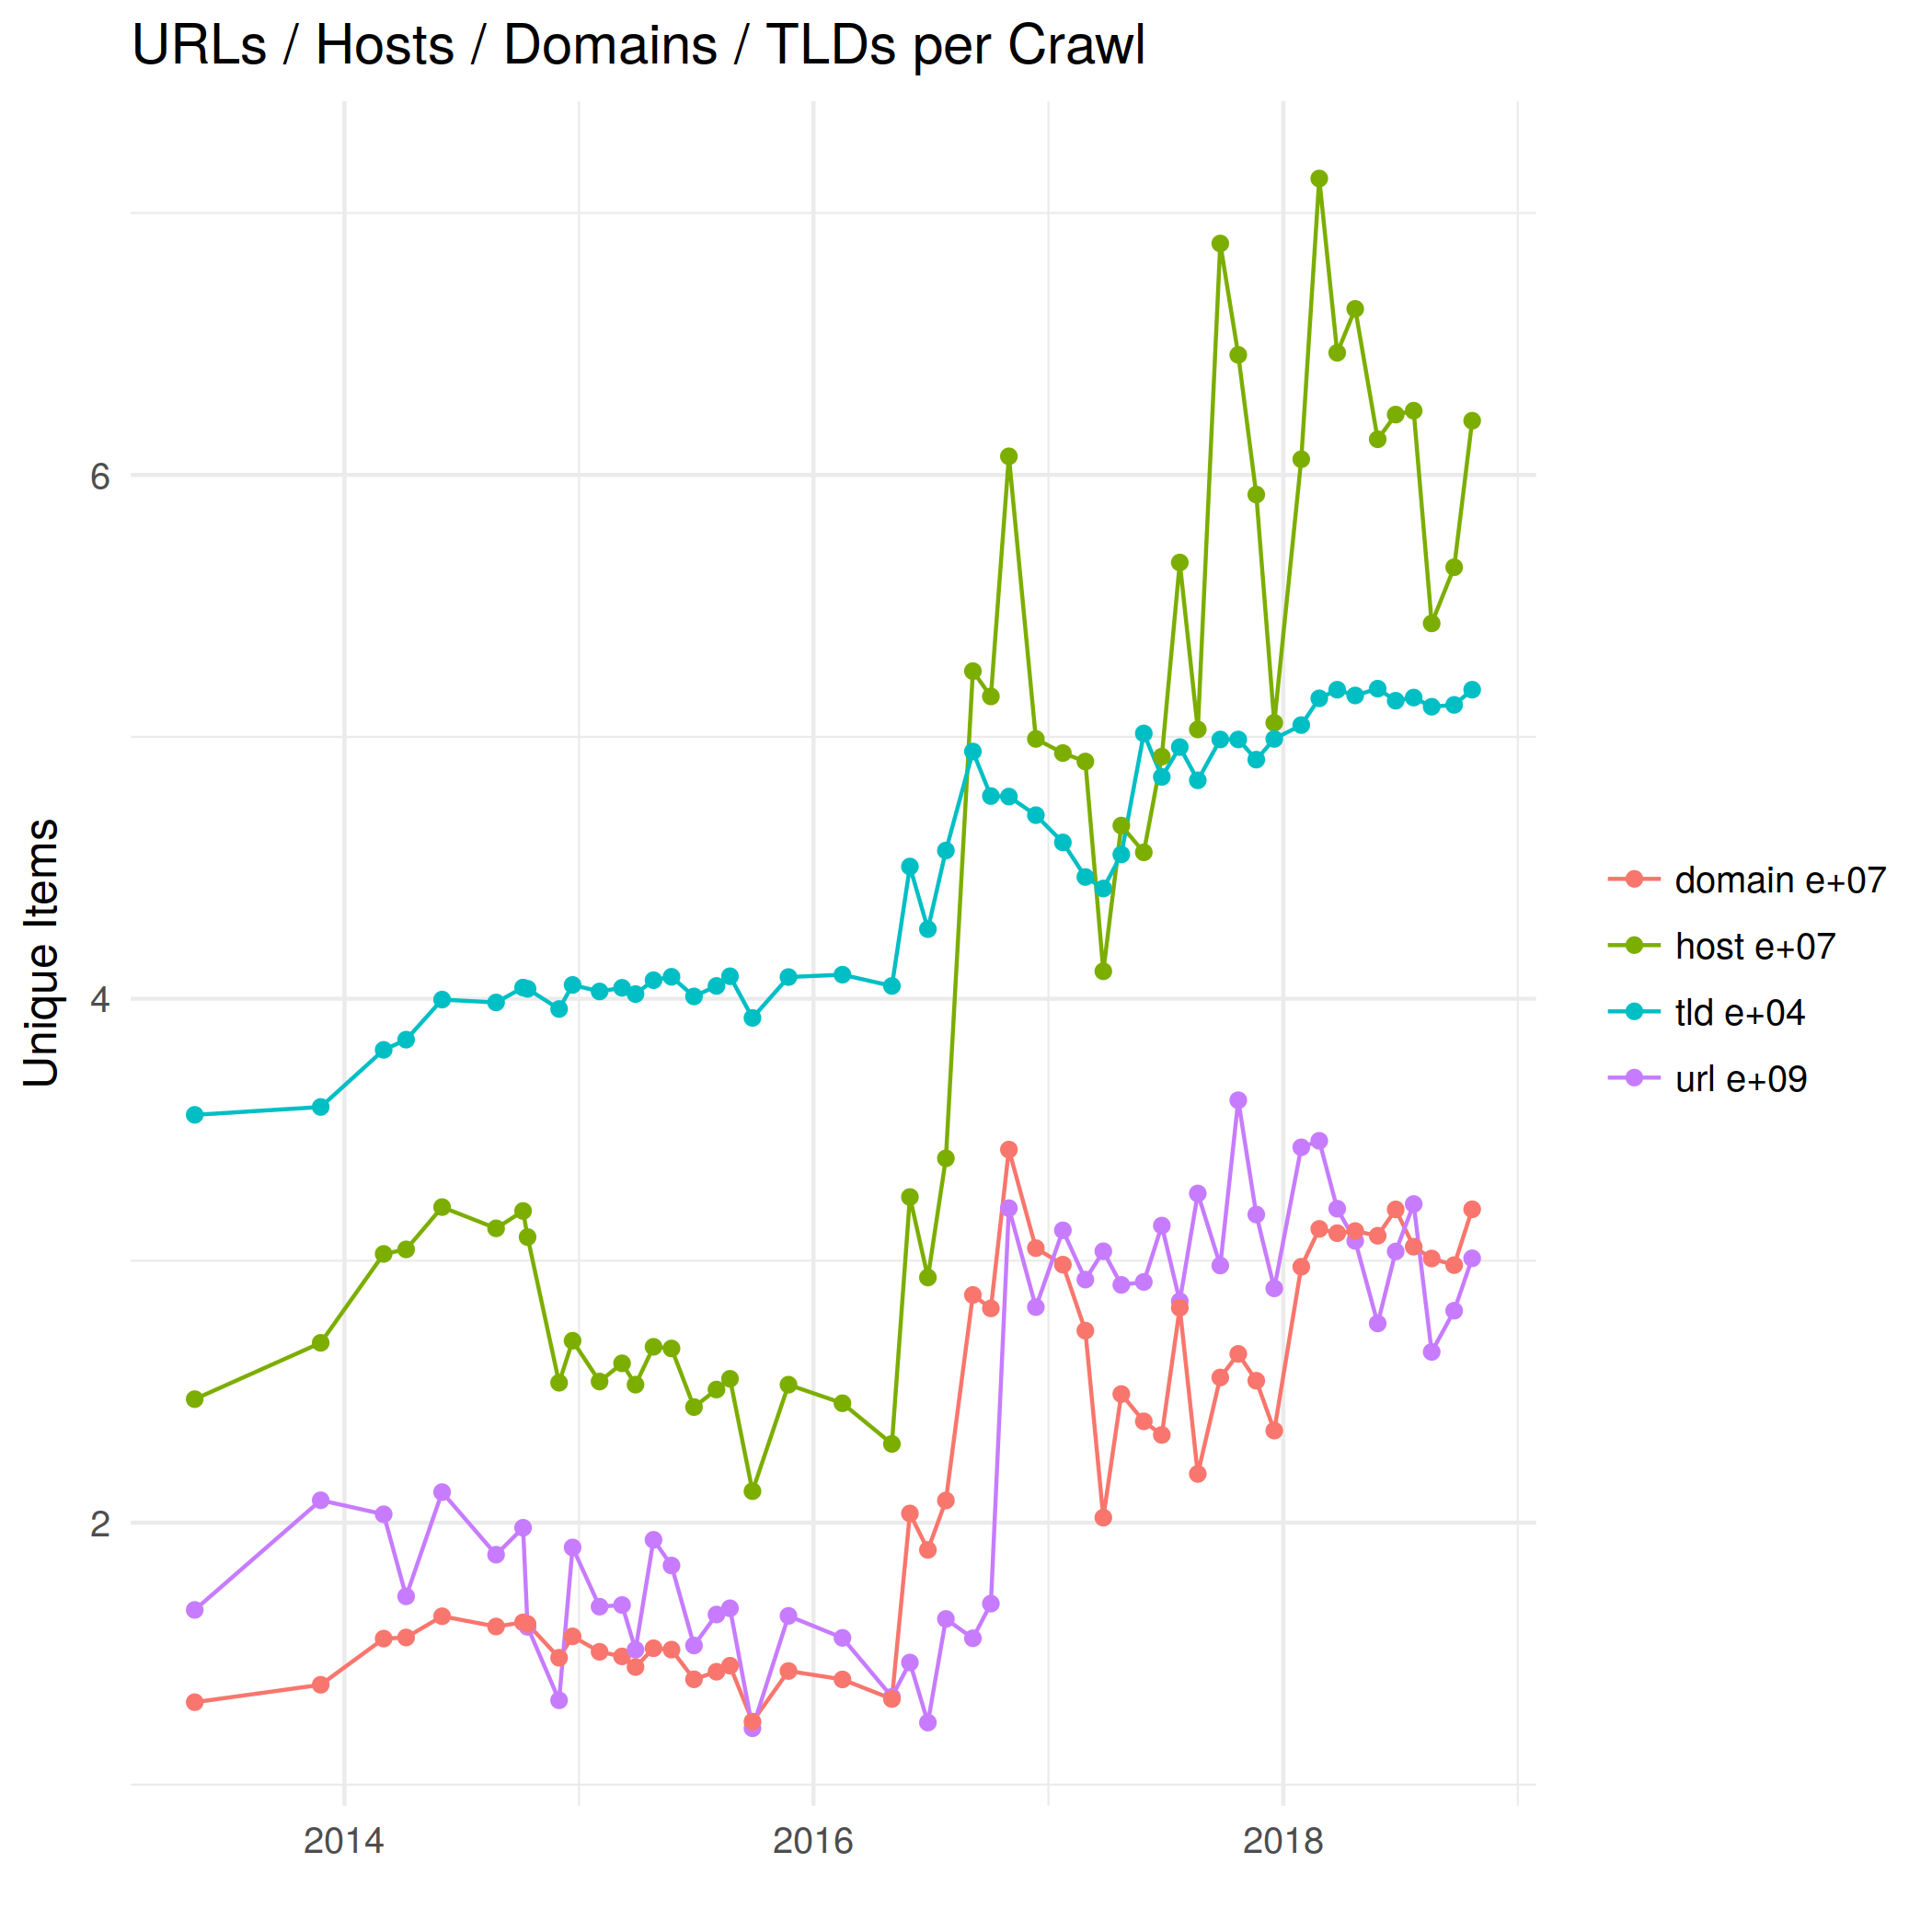 URLs / Hosts / Domains / TLDs per Crawl
Unique Items
6
4
2
2014
2016
2018
domain e+07
host e+07
tld e+04
url e+09